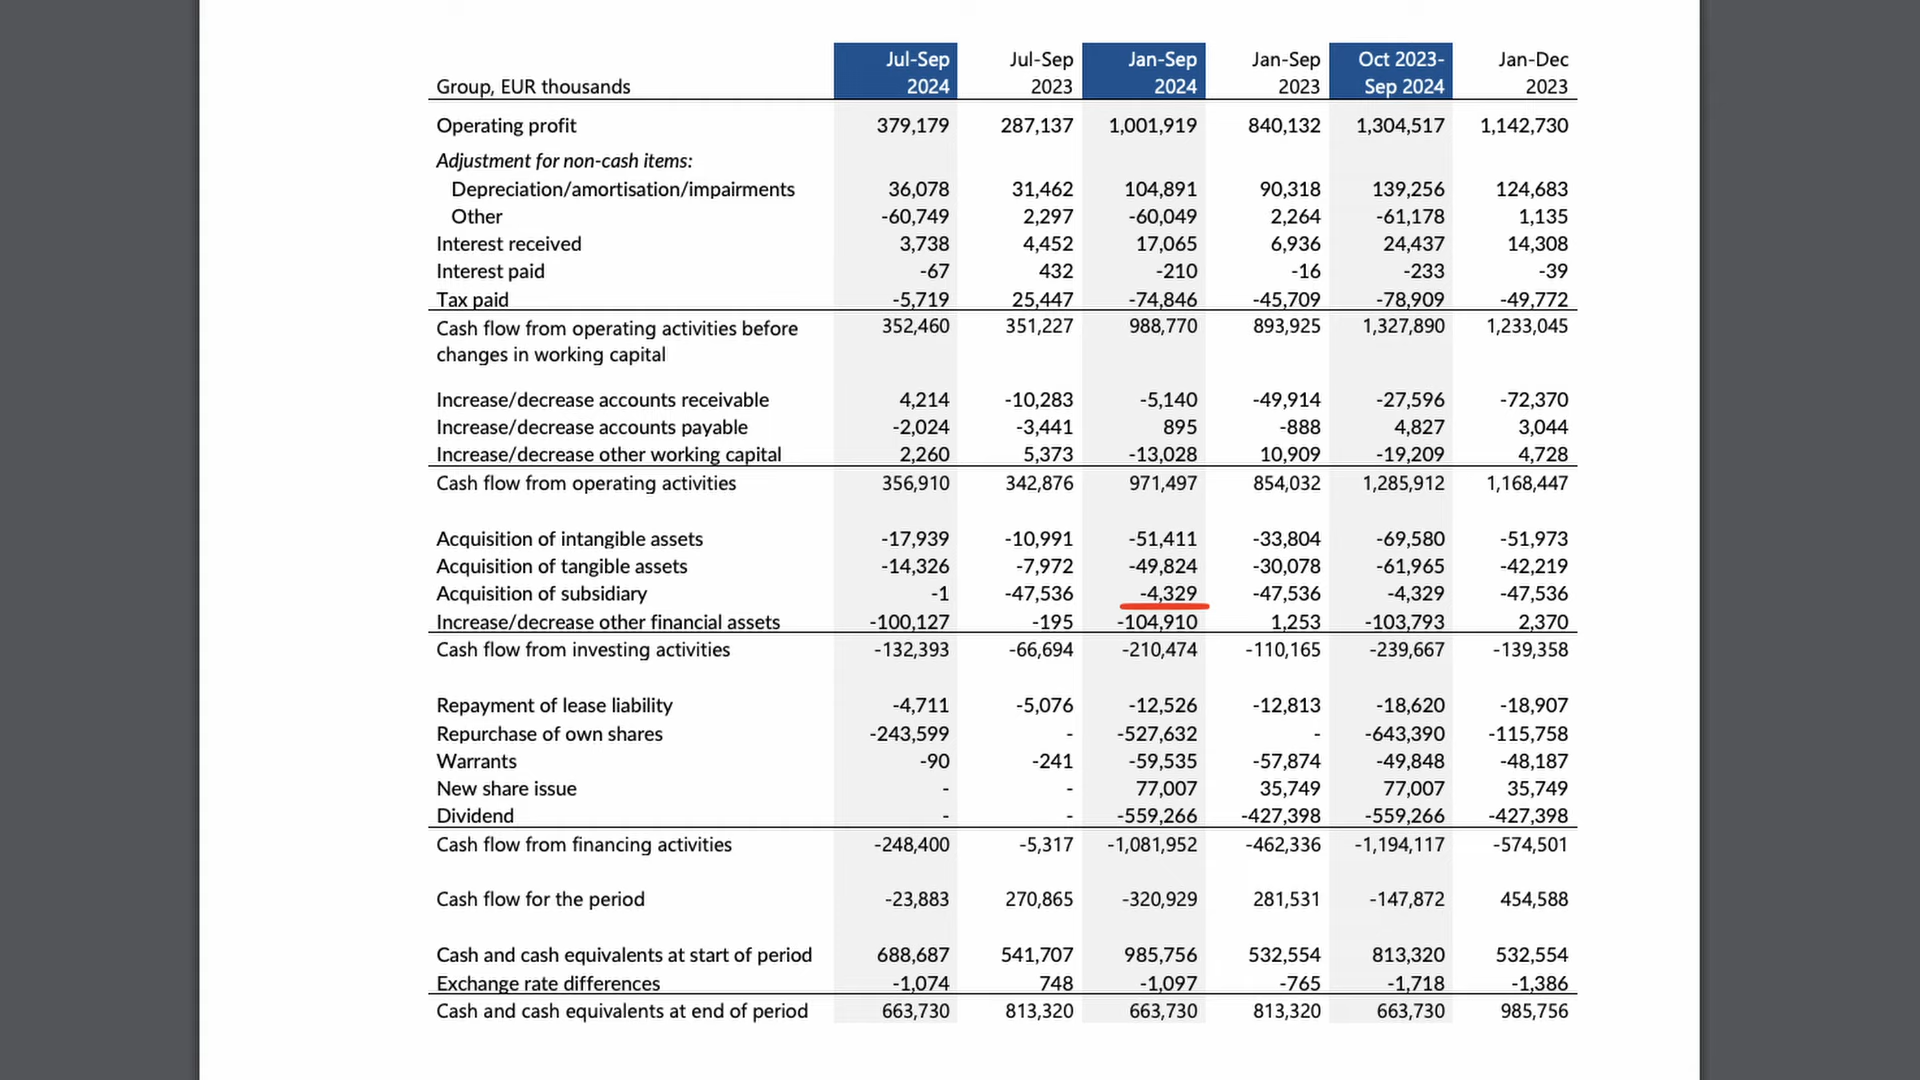 Jul-Sep Jul-Sep Jan-Sep Jan-Sep Oct 2023- Jan-Dec
Group, EUR thousands 2024 2023 2024 2023 Sep 2024 2023
Operating profit 379,179 287,137 1,001,919 840,132 1,304,517 1,142,730
Adjustment for non-cash items:
Depreciation/amortisation/impairments 36,078 31,462 104,891 90,318 139,256 124,683
Other -60,749 2,297 -60,049 2,264 -61,178 1,135
Interest received 3,738 4,452 17,065 6,936 24,437 14,308
Interest paid -67 432 -210 -16 -233 -39
Tax paid -5,719 25,447 -74,846 -45,709 -78,909 -49,772
Cash flow from operating activities before 352,460 351,227 988,770 893,925 1,327,890 1,233,045
changes in working capital
Increase/decrease accounts receivable 4,214 -10,283 -5,140 -49,914 -27,596 -72,370
Increase/decrease accounts payable -2,024 -3,441 895 -888 4,827 3,044
Increase/decrease other working capital 2,260 5,373 -13,028 10,909 -19,209 4,728
Cash flow from operating activities 356,910 342,876 971,497 854,032 1,285,912 1,168,447
Acquisition of intangible assets -17,939 -10,991 -51,411 -33,804 -69,580 -51,973
Acquisition of tangible assets -14,326 -7,972 -49,824 -30,078 -61,965 -42,219
Acquisition of subsidiary -1 -47,536 -4,329 -47,536 -4,329 -47,536
Increase/decrease other financial assets -100,127 -195 -104,910 1,253 -103,793 2,370
Cash flow from investing activities -132,393 -66,694 -210,474 -110,165 -239,667 -139,358
Repayment of lease liability -4,711 -5,076 -12,526 -12,813 -18,620 -18,907
Repurchase of own shares -243,599 - -527,632 - -643,390 -115,758
Warrants -90 -241 -59,535 -57,874 -49,848 -48,187
New share issue - - 77,007 35,749 77,007 35,749
Dividend - - -559,266 -427,398 -559,266 -427,398
Cash flow from financing activities -248,400 -5,317 -1,081,952 -462,336 -1,194,117 -574,501
Cash flow for the period -23,883 270,865 -320,929 281,531 -147,872 454,588
Cash and cash equivalents at start of period 688,687 541,707 985,756 532,554 813,320 532,554
Exchange rate differences -1,074 748 -1,097 -765 -1,718 -1,386
Cash and cash equivalents at end of period 663,730 813,320 663,730 813,320 663,730 985,756